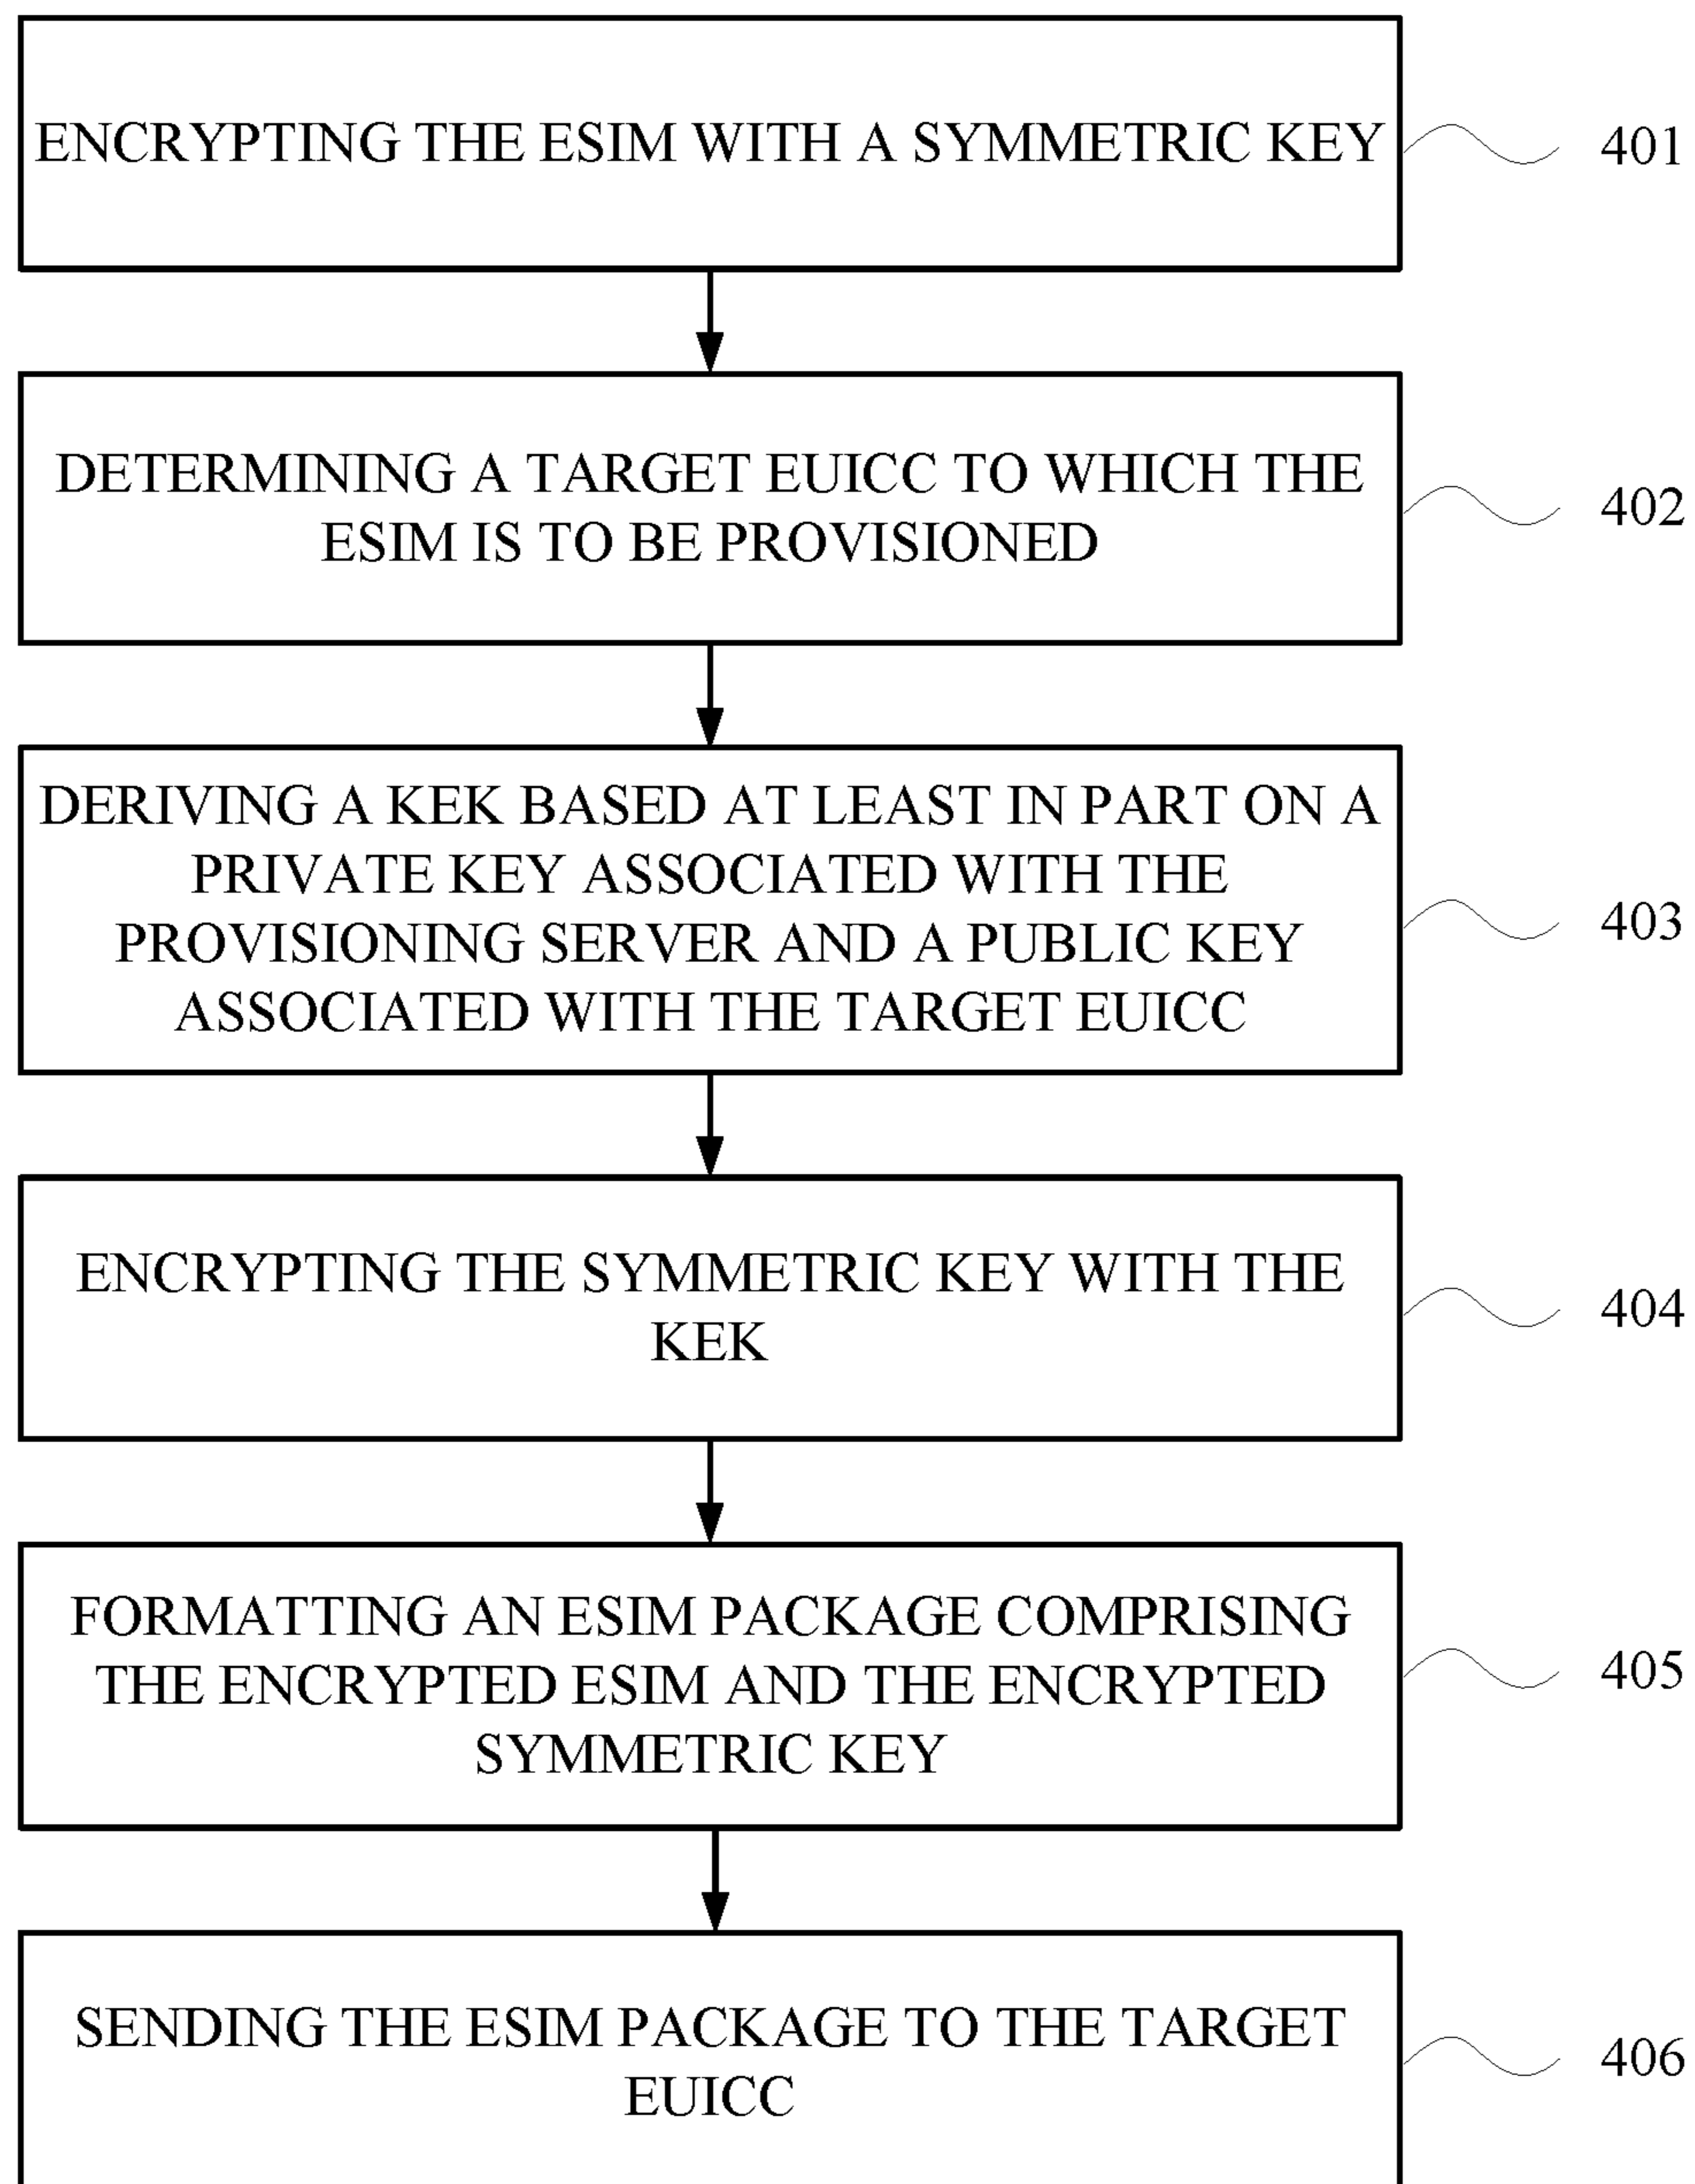 ENCRYPTING THE ESIM WITH A SYMMETRIC KEY
401
DETERMINING A TARGET EUICC TO WHICH THE
ESIM IS TO BE PROVISIONED
402
DERIVING A KEK BASED AT LEAST IN PART ON A
PRIVATE KEY ASSOCIATED WITH THE
PROVISIONING SERVER AND A PUBLIC KEY
ASSOCIATED WITH THE TARGET EUICC
403
ENCRYPTING THE SYMMETRIC KEY WITH THE
KEK
404
FORMATTING AN ESIM PACKAGE COMPRISING
THE ENCRYPTED ESIM AND THE ENCRYPTED
SYMMETRIC KEY
405
SENDING THE ESIM PACKAGE TO THE TARGET
EUICC
406